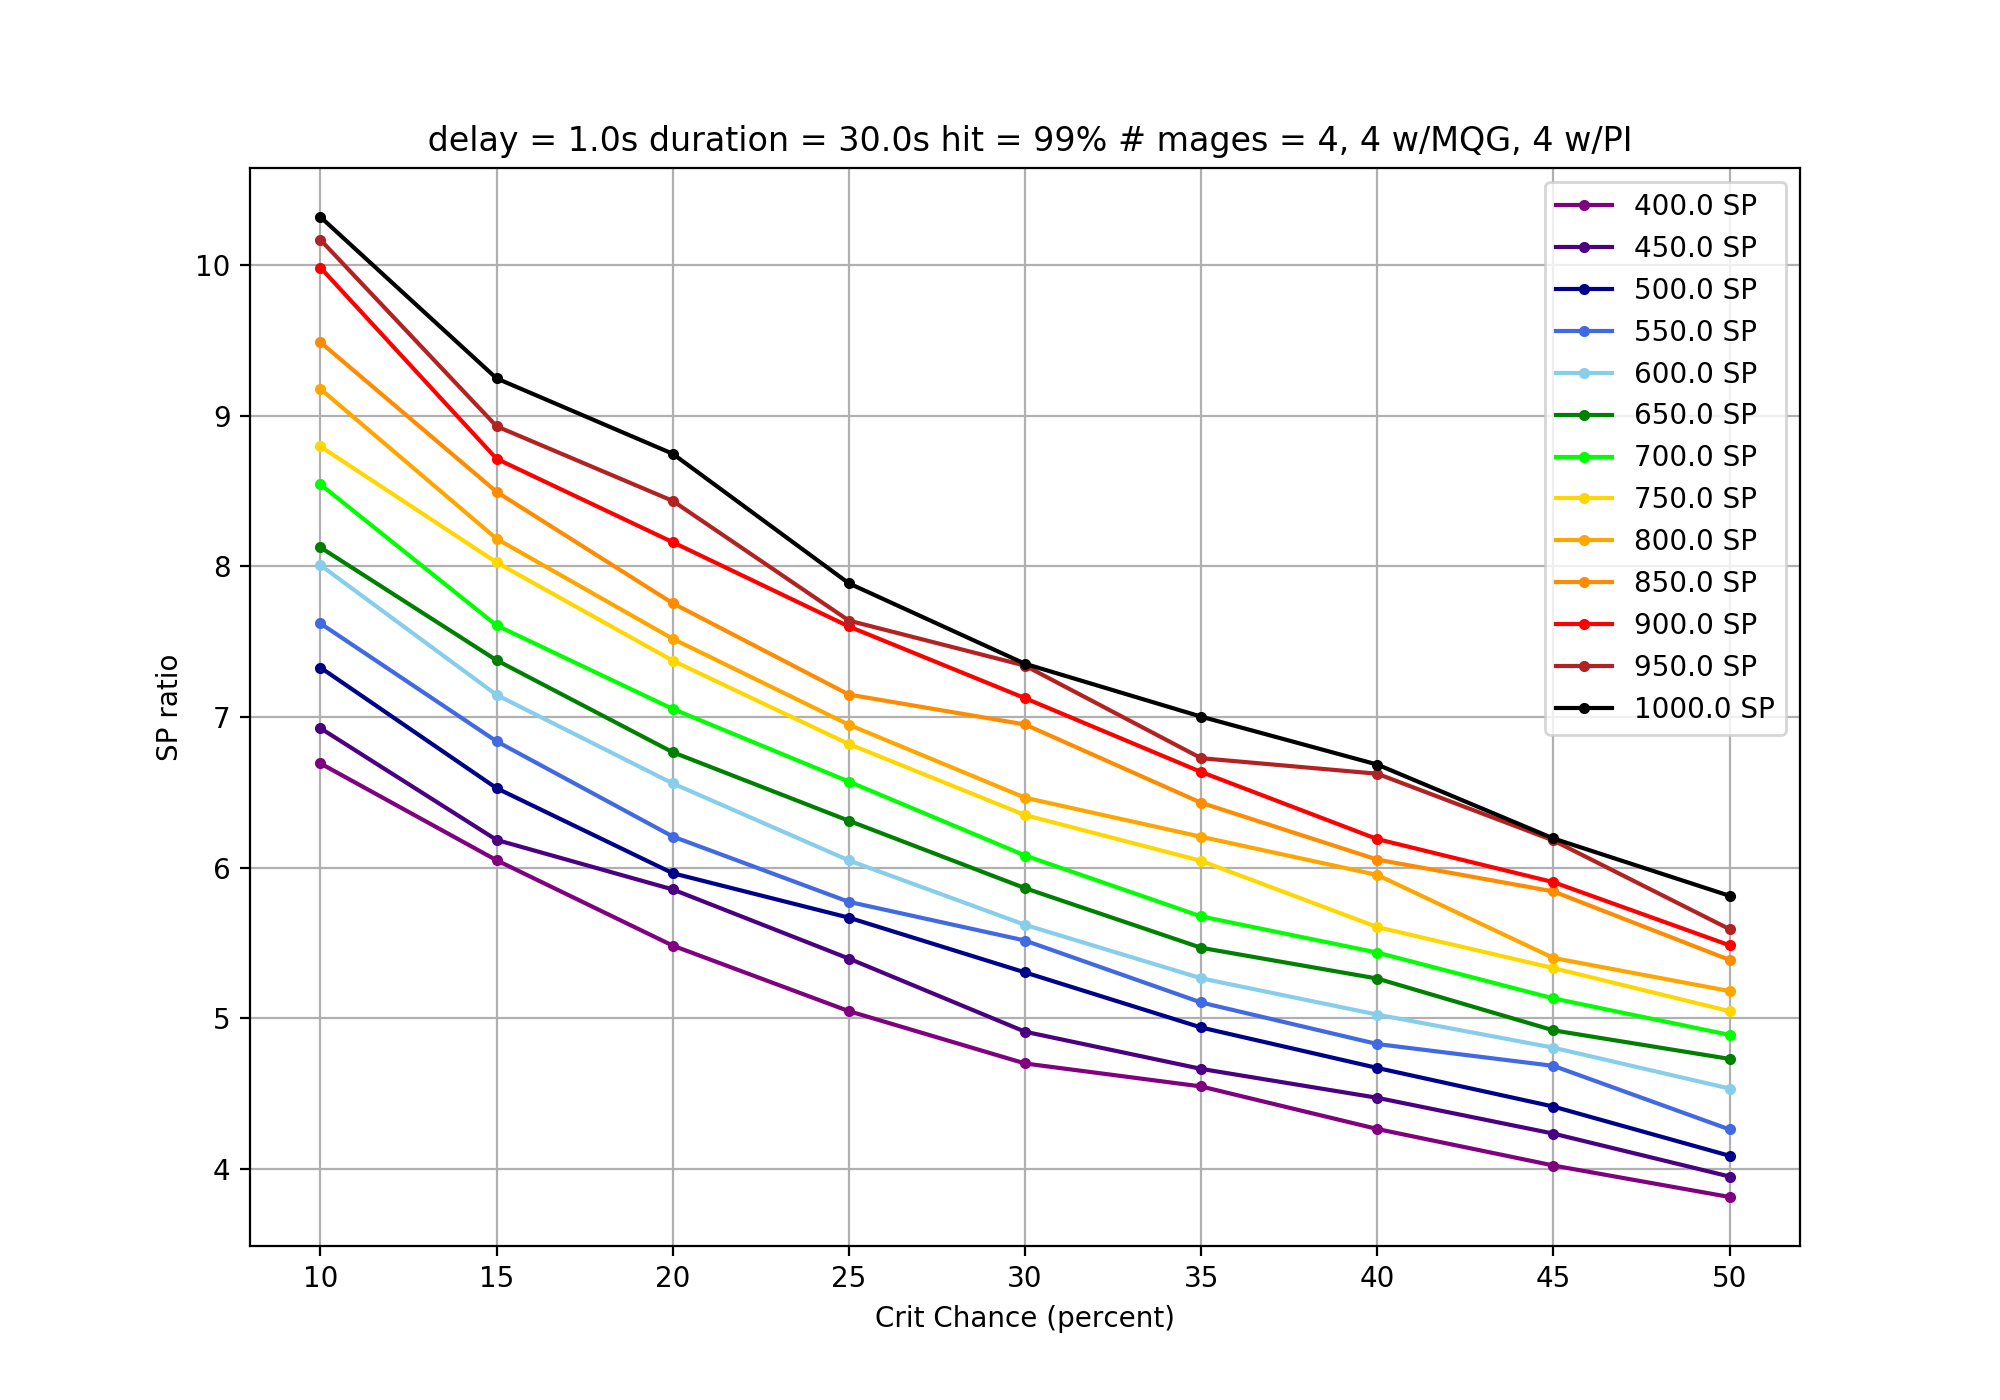 delay = 1.0s duration = 30.0s hit = 99% # mages = 4, 4 w/MQG, 4 w/PI
400.0 SP
450.0 SP
500.0 SP
550.0 SP
600.0 SP
650.0 SP
700.0 SP
750.0 SP
800.0 SP
850.0 SP
900.0 SP
950.0 SP
1000.0 SP
SP ratio
10
9
8
7
6
5
4
10 15 20 25 30 35 40 45 50
Crit Chance (percent)